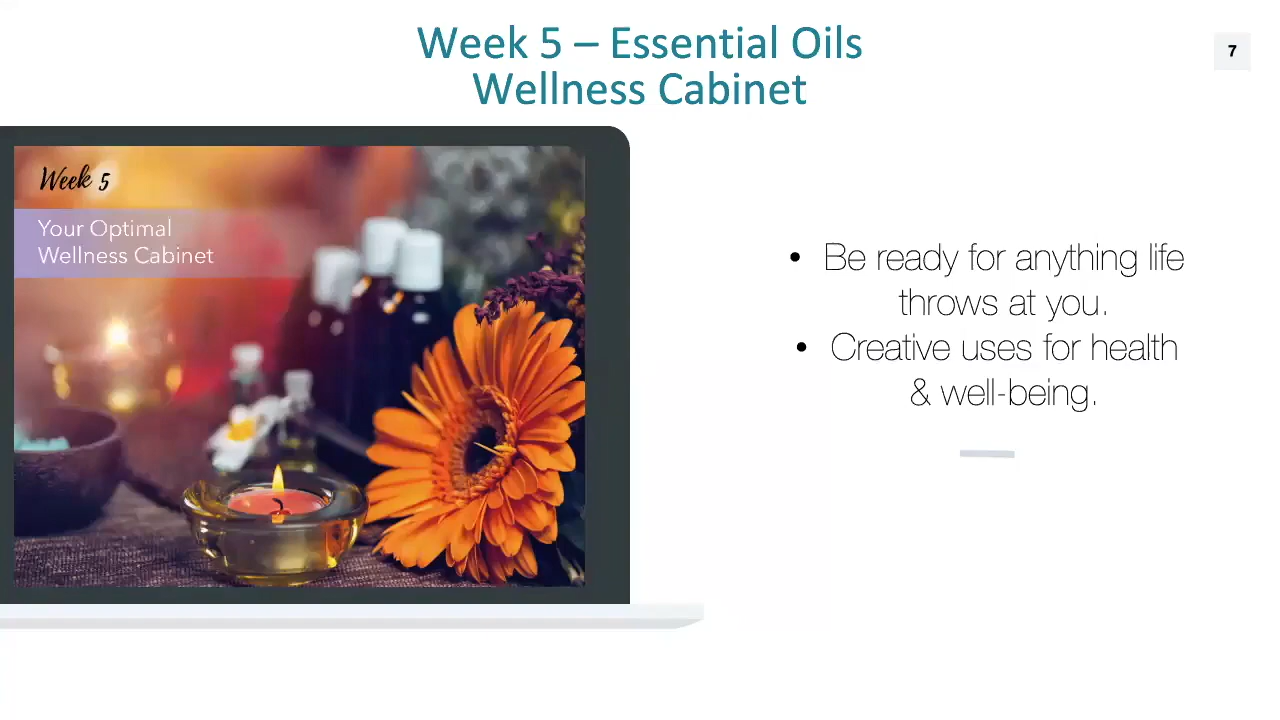 Week 5 – Essential Oils
Wellness Cabinet
7
Week 5
Your Optimal
Wellness Cabinet
• Be ready for anything life
throws at you.
• Creative uses for health
& well-being.